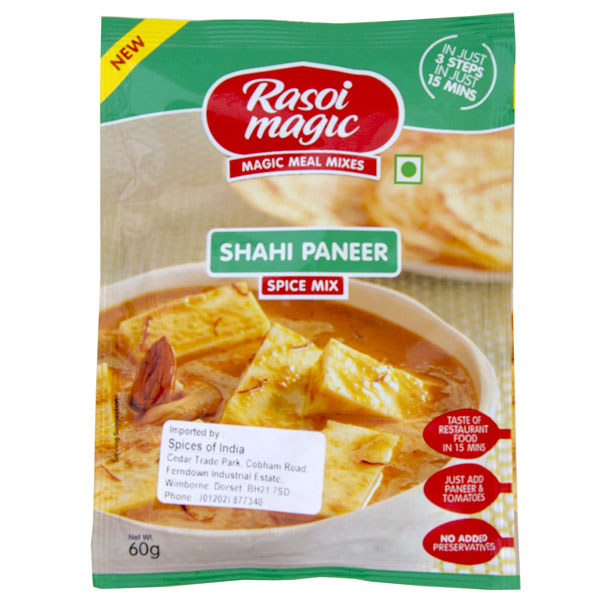 NEW
IN JUST
3 STEPS
IN JUST
15 MINS
Rasoi
magic
MAGIC MEAL MIXES
SHAHI PANEER
SPICE MIX
TASTE OF
RESTAURANT
FOOD
IN 15 MINS
JUST ADD
PANEER &
TOMATOES
NO ADDED
PRESERVATIVES
Imported by :
Spices of India
Cedar Trade Park, Cobham Road,
Ferndown Industrial Estate,
Wimborne, Dorset, BH21 7SD
Phone : (01202) 877340
Net Wt.
60g